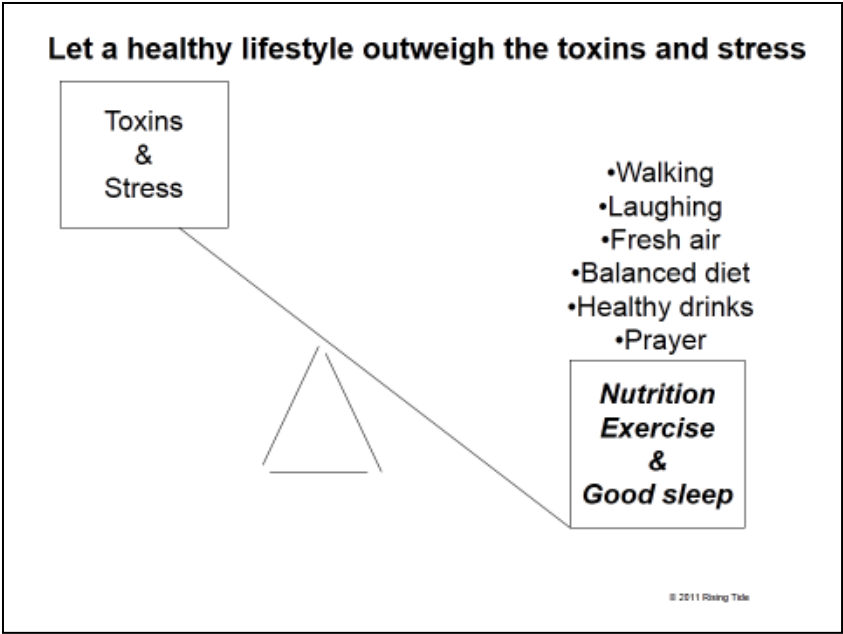 Let a healthy lifestyle outweigh the toxins and stress
Toxins
&
Stress
•Walking
•Laughing
•Fresh air
•Balanced diet
•Healthy drinks
•Prayer
Nutrition
Exercise
&
Good sleep
© 2011 Rising Tide